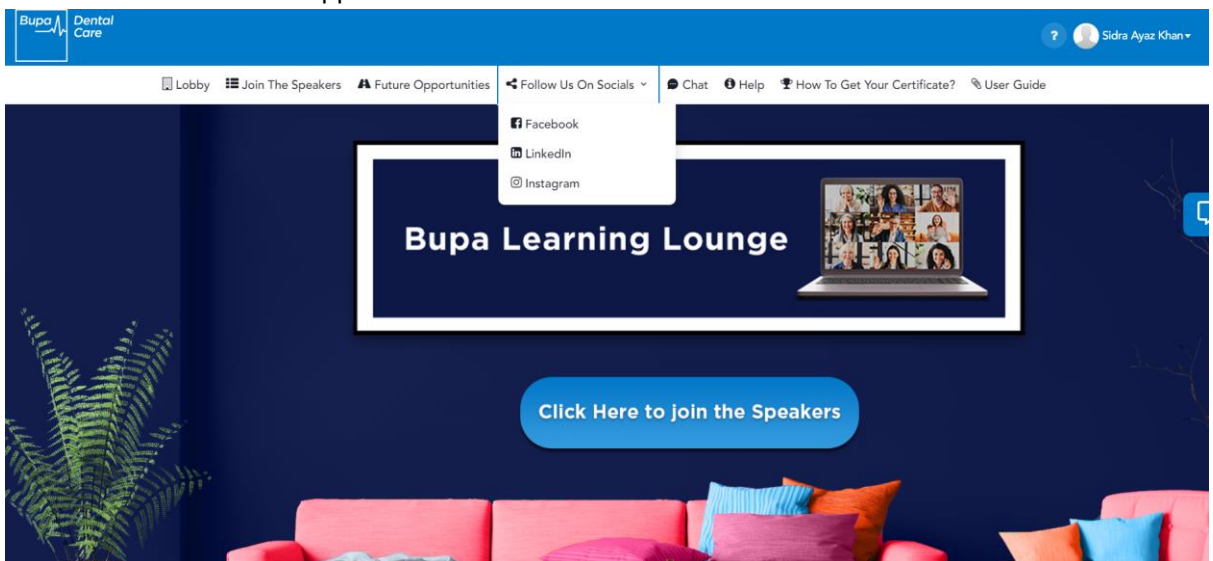 Bupa Dental
Care
? Sidra Ayaz Khan
Lobby Join The Speakers Future Opportunities Follow Us On Socials Chat Help How To Get Your Certificate? User Guide
Facebook
LinkedIn
Instagram
Bupa Learning Lounge
Click Here to join the Speakers